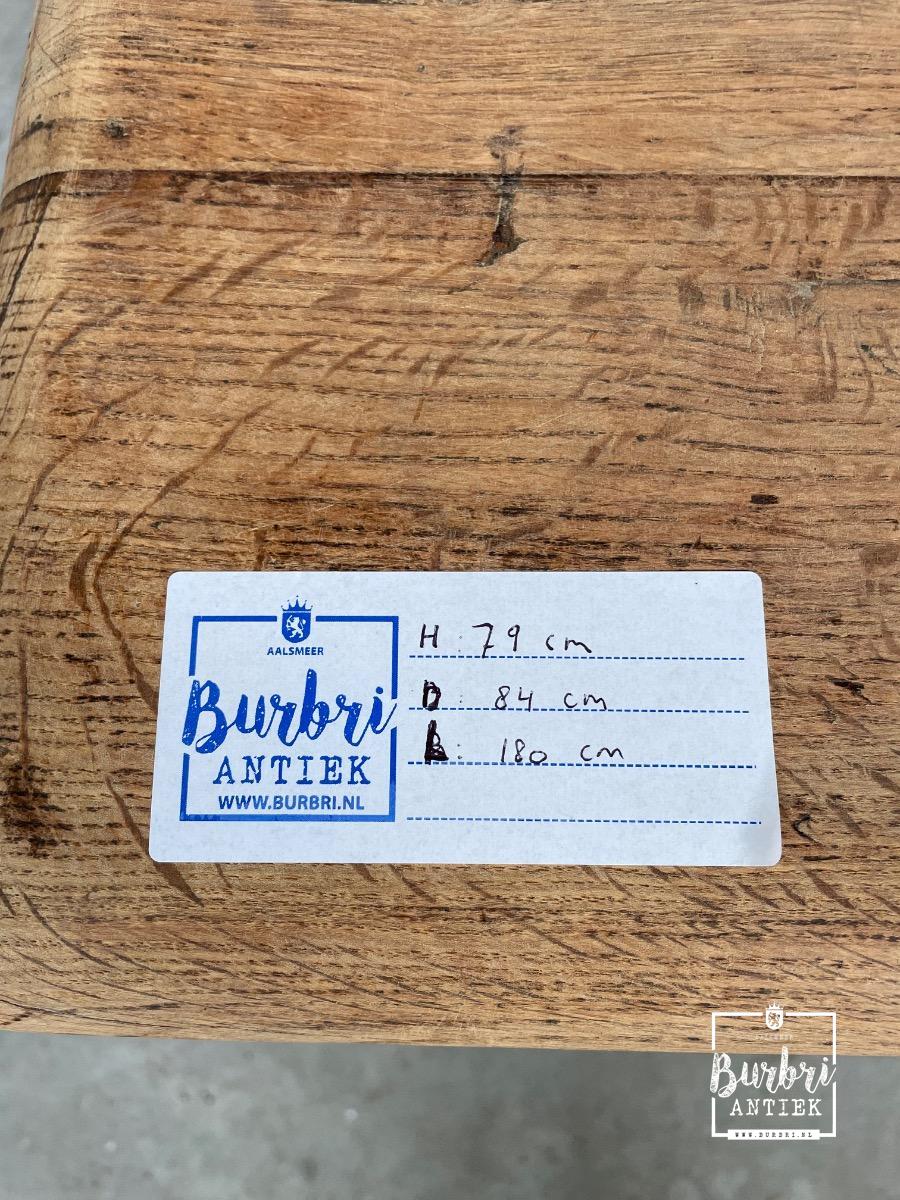 AALSMEER
Burbri
ANTIEK
WWW.BURBRI.NL
H: 79 cm
D: 84 cm
L: 180 cm
Burbri
ANTIEK
WWW.BURBRI.NL